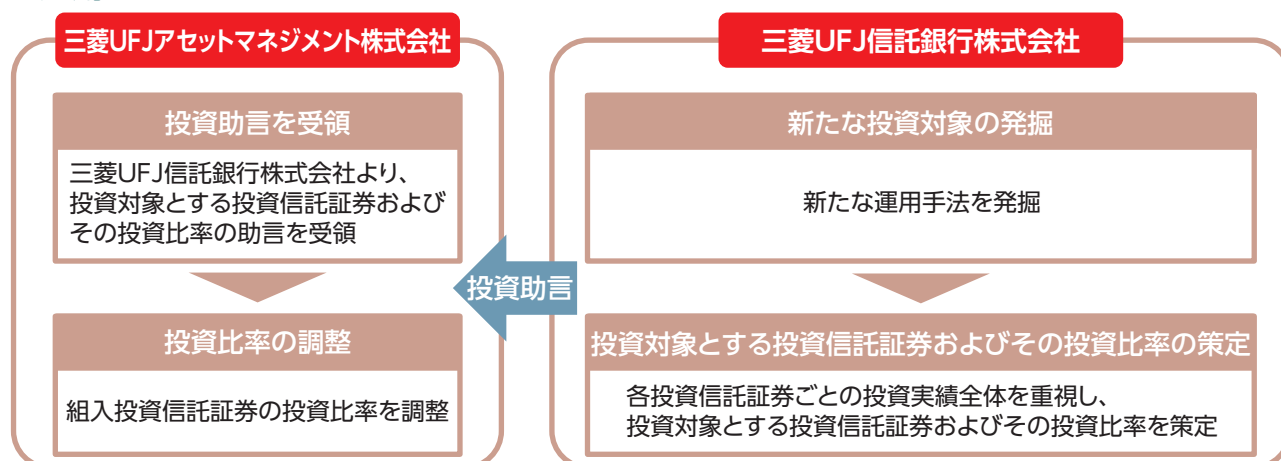 三菱UFJアセットマネジメント株式会社
投資助言を受領
三菱UFJ信託銀行株式会社より、
投資対象とする投資信託証券および
その投資比率の助言を受領
投資比率の調整
組入投資信託証券の投資比率を調整
投資助言
三菱UFJ信託銀行株式会社
新たな投資対象の発掘
新たな運用手法を発掘
投資対象とする投資信託証券およびその投資比率の策定
各投資信託証券ごとの投資実績全体を重視し、
投資対象とする投資信託証券およびその投資比率を策定